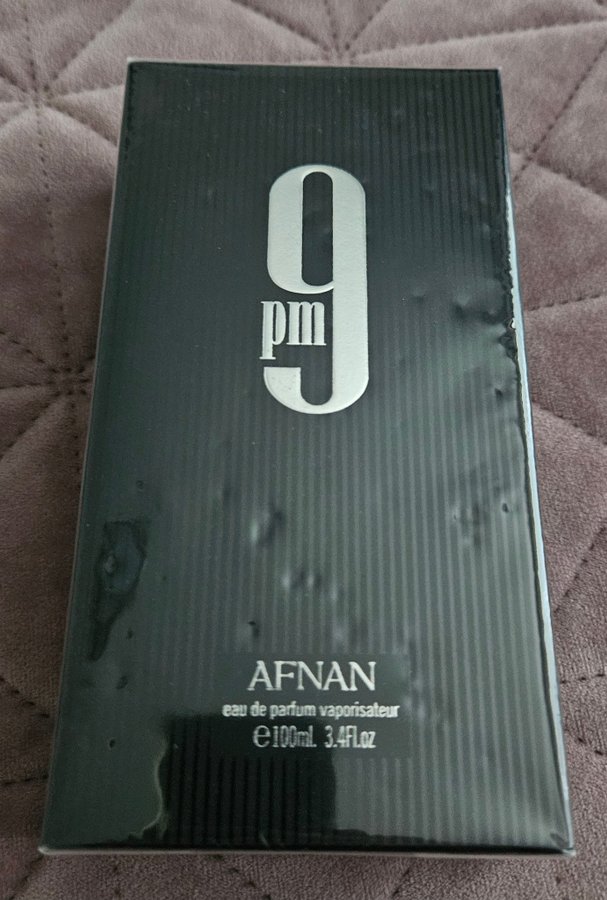 9
pm
AFNAN
eau de parfum vaporisateur
℮100ml. 3.4Fl.oz